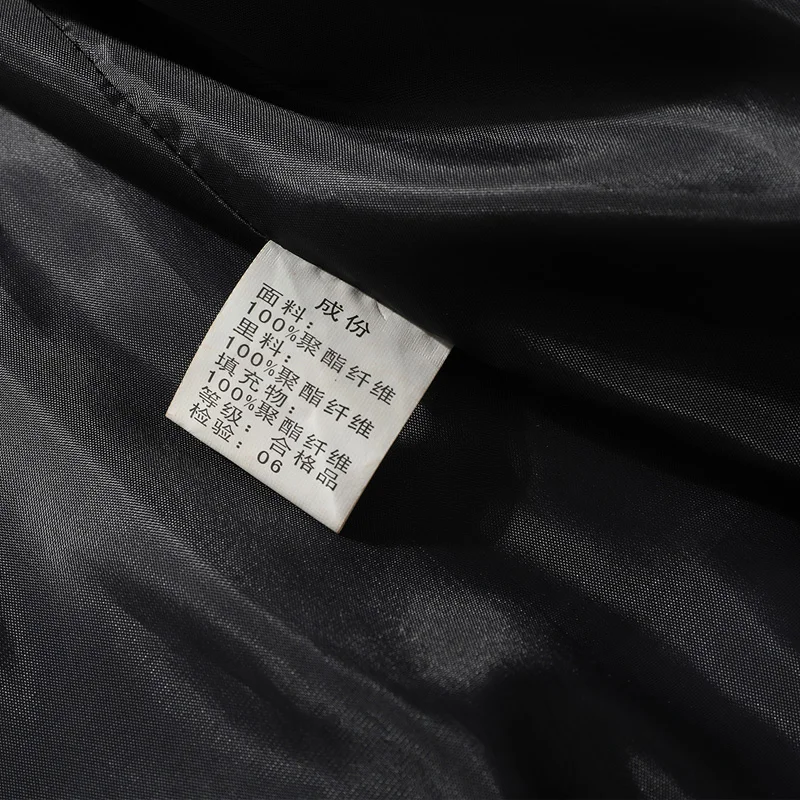 成份
面料：
100%聚酯纤维
里料：
100%聚酯纤维
填充物：
100%聚酯纤维
等级：合格品
检验：06